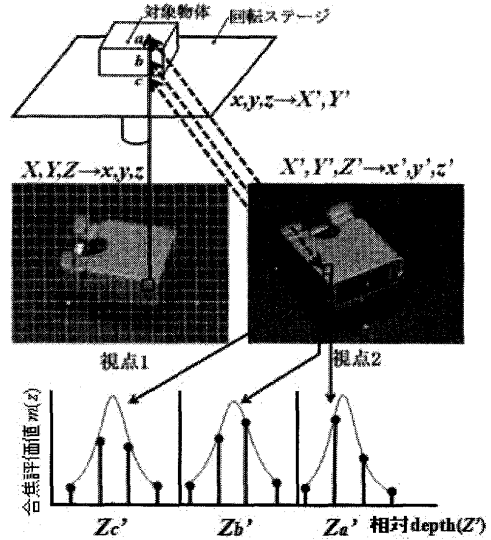 対象物体
回転ステージ
a
b
c
x,y,z→X’,Y’
X,Y,Z→x,y,z
X’,Y’,Z’→x’,y’,z’
視点1
視点2
合焦評価値 m(z)
Zc’
Zb’
Za’
相対depth(Z’)